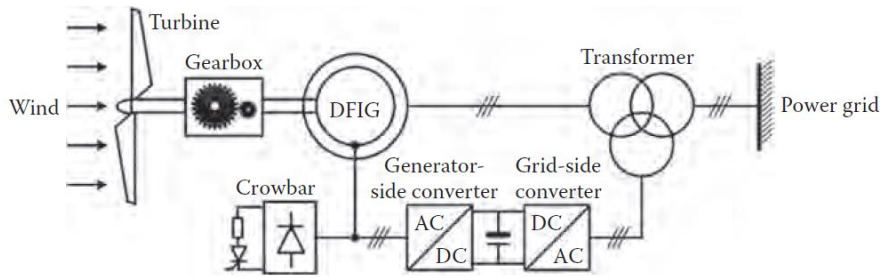 Turbine
Gearbox
Transformer
Wind
DFIG
Power grid
Generator-
side converter
Grid-side
converter
Crowbar
AC
DC
DC
AC